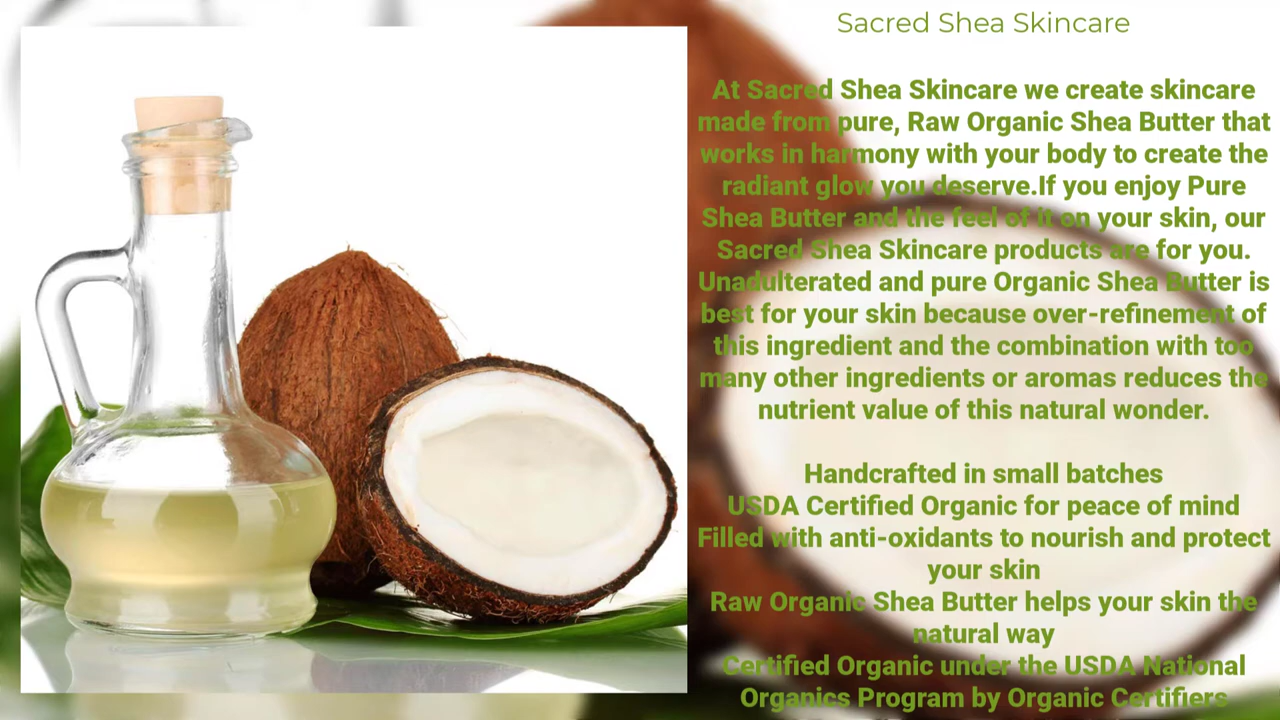 Sacred Shea Skincare
At Sacred Shea Skincare we create skincare
made from pure, Raw Organic Shea Butter that
works in harmony with your body to create the
radiant glow you deserve.If you enjoy Pure
Shea Butter and the feel of it on your skin, our
Sacred Shea Skincare products are for you.
Unadulterated and pure Organic Shea Butter is
best for your skin because over-refinement of
this ingredient and the combination with too
many other ingredients or aromas reduces the
nutrient value of this natural wonder.
Handcrafted in small batches
USDA Certified Organic for peace of mind
Filled with anti-oxidants to nourish and protect
your skin
Raw Organic Shea Butter helps your skin the
natural way
Certified Organic under the USDA National
Organics Program by Organic Certifiers